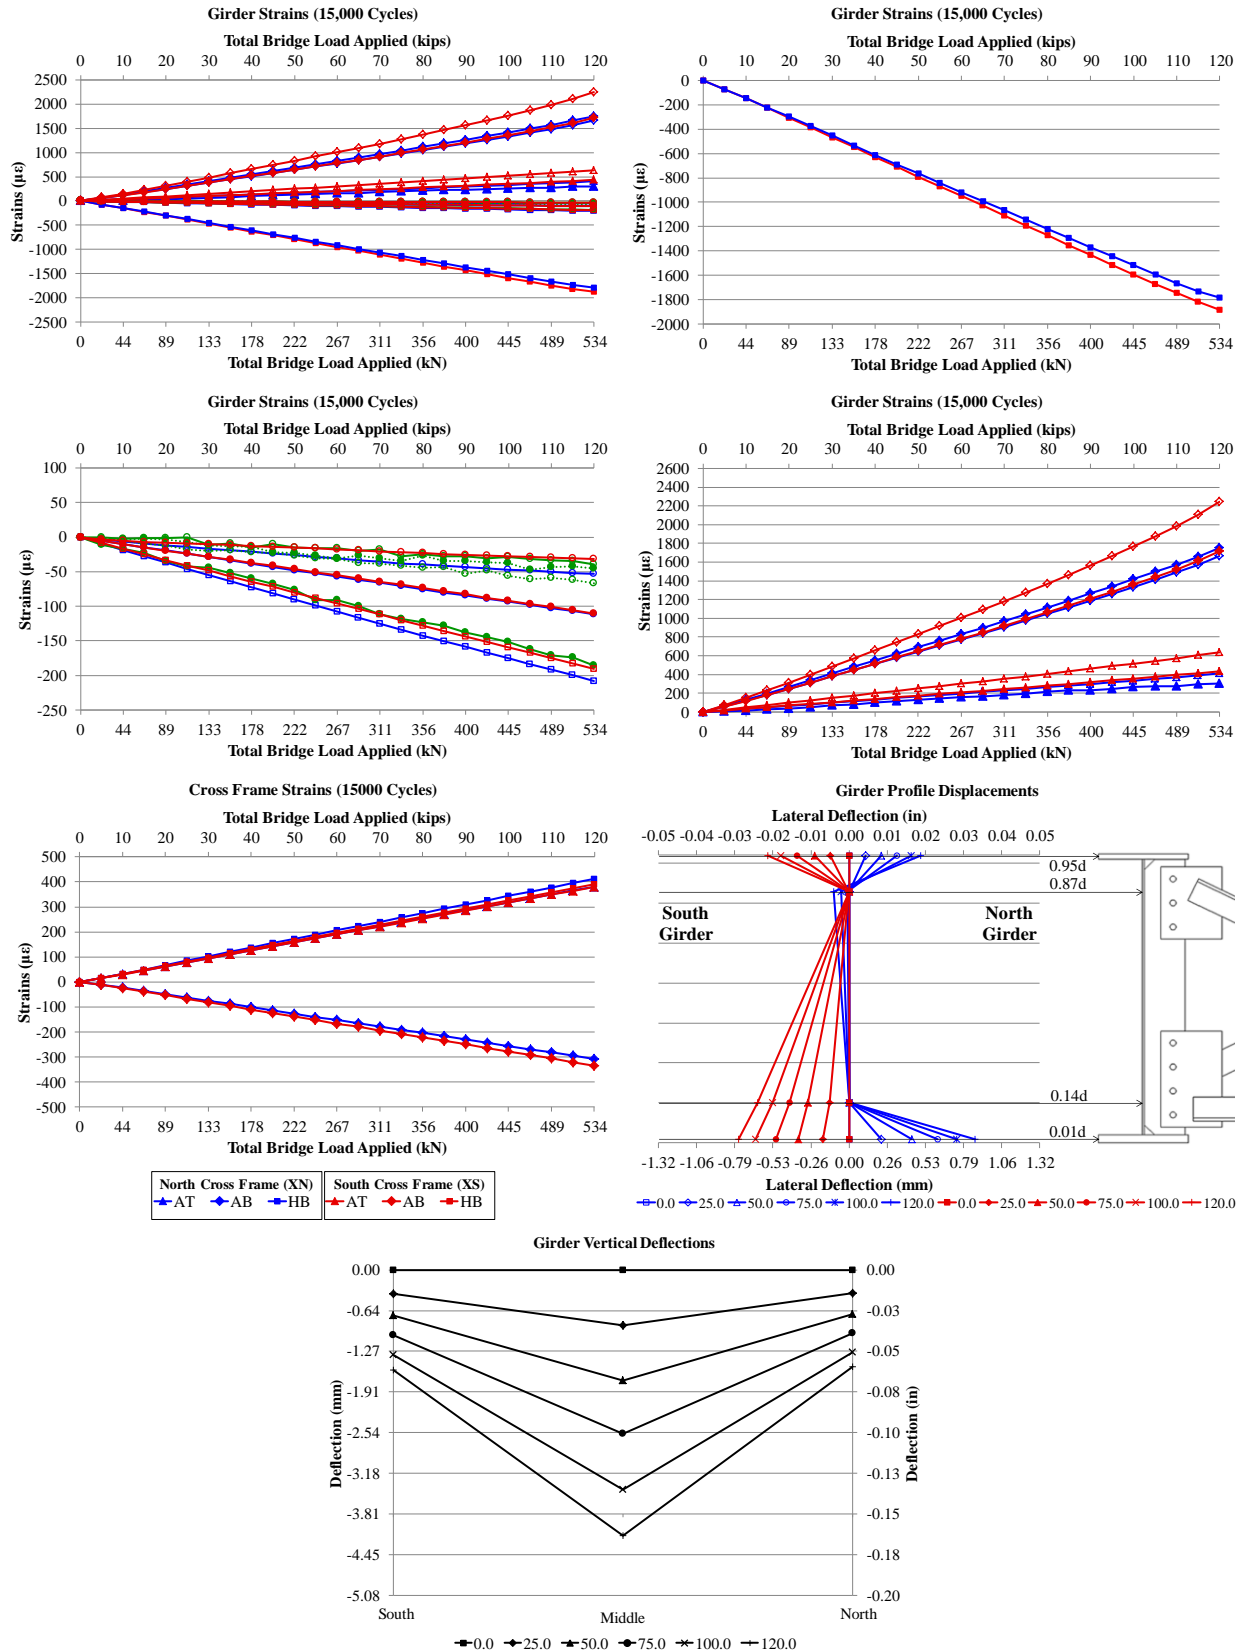 Girder Strains (15,000 Cycles)
Total Bridge Load Applied (kips)
0 10 20 30 40 50 60 70 80 90 100 110 120
2500
2000
1500
1000
500
0
-500
-1000
-1500
-2000
-2500
Strains (με)
0 44 89 133 178 222 267 311 356 400 445 489 534
Total Bridge Load Applied (kN)
Girder Strains (15,000 Cycles)
Total Bridge Load Applied (kips)
0 10 20 30 40 50 60 70 80 90 100 110 120
0
-200
-400
-600
-800
-1000
-1200
-1400
-1600
-1800
-2000
Strains (με)
0 44 89 133 178 222 267 311 356 400 445 489 534
Total Bridge Load Applied (kN)
Girder Strains (15,000 Cycles)
Total Bridge Load Applied (kips)
0 10 20 30 40 50 60 70 80 90 100 110 120
100
50
0
-50
-100
-150
-200
-250
Strains (με)
0 44 89 133 178 222 267 311 356 400 445 489 534
Total Bridge Load Applied (kN)
Girder Strains (15,000 Cycles)
Total Bridge Load Applied (kips)
0 10 20 30 40 50 60 70 80 90 100 110 120
2600
2400
2200
2000
1800
1600
1400
1200
1000
800
600
400
200
0
Strains (με)
0 44 89 133 178 222 267 311 356 400 445 489 534
Total Bridge Load Applied (kN)
Cross Frame Strains (15000 Cycles)
Total Bridge Load Applied (kips)
0 10 20 30 40 50 60 70 80 90 100 110 120
500
400
300
200
100
0
-100
-200
-300
-400
-500
Strains (με)
0 44 89 133 178 222 267 311 356 400 445 489 534
Total Bridge Load Applied (kN)
North Cross Frame (XN)
AT AB HB
South Cross Frame (XS)
AT AB HB
Girder Profile Displacements
Lateral Deflection (in)
-0.05 -0.04 -0.03 -0.02 -0.01 0.00 0.01 0.02 0.03 0.04 0.05
0.95d
0.87d
South Girder
North Girder
0.14d
0.01d
-1.32 -1.06 -0.79 -0.53 -0.26 0.00 0.26 0.53 0.79 1.06 1.32
Lateral Deflection (mm)
0.0 25.0 50.0 75.0 100.0 120.0 0.0 25.0 50.0 75.0 100.0 120.0
Girder Vertical Deflections
0.00
-0.64
-1.27
-1.91
-2.54
-3.18
-3.81
-4.45
-5.08
Deflection (mm)
0.00
-0.03
-0.05
-0.08
-0.10
-0.13
-0.15
-0.18
-0.20
Deflection (in)
South Middle North
0.0 25.0 50.0 75.0 100.0 120.0